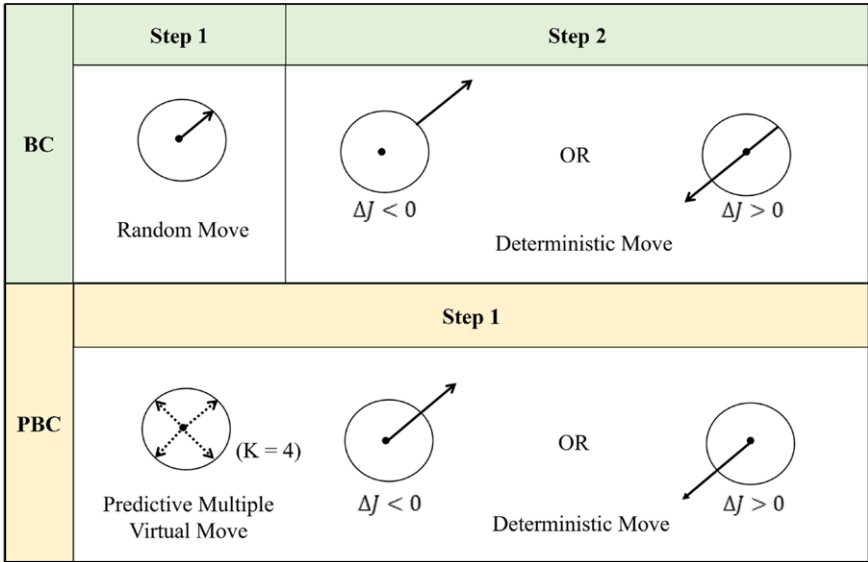 Step 1
Step 2
BC
Random Move
ΔJ < 0
OR
ΔJ > 0
Deterministic Move
Step 1
PBC
(K = 4)
Predictive Multiple
Virtual Move
ΔJ < 0
OR
ΔJ > 0
Deterministic Move